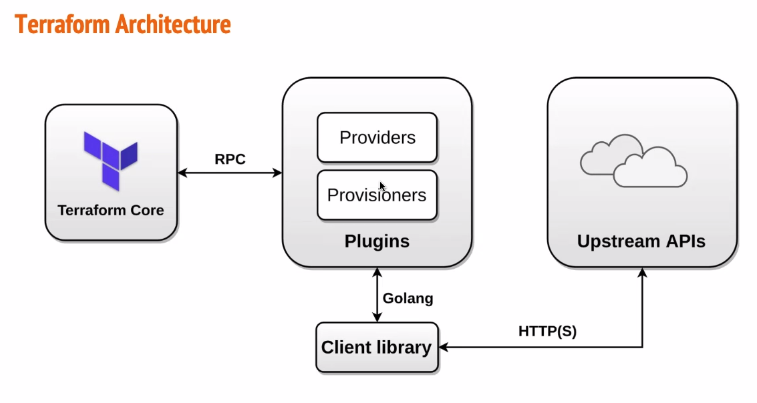 Terraform Architecture
Terraform Core
RPC
Providers
Provisioners
Plugins
Golang
Client library
HTTP(S)
Upstream APIs